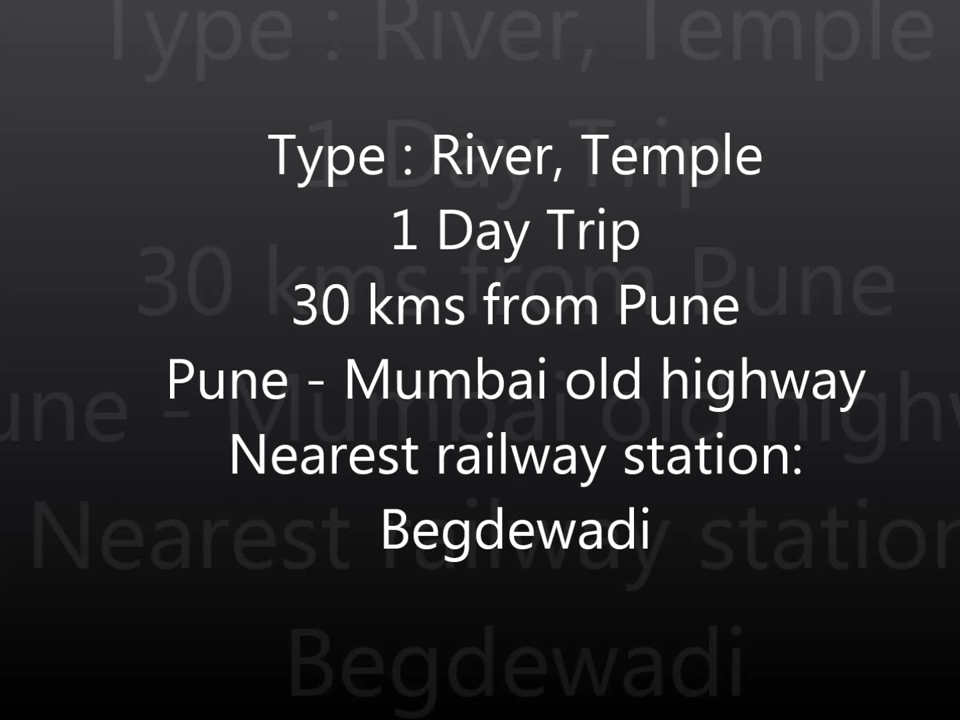 Type : River, Temple
1 Day Trip
30 kms from Pune
Pune - Mumbai old highway
Nearest railway station:
Begdewadi